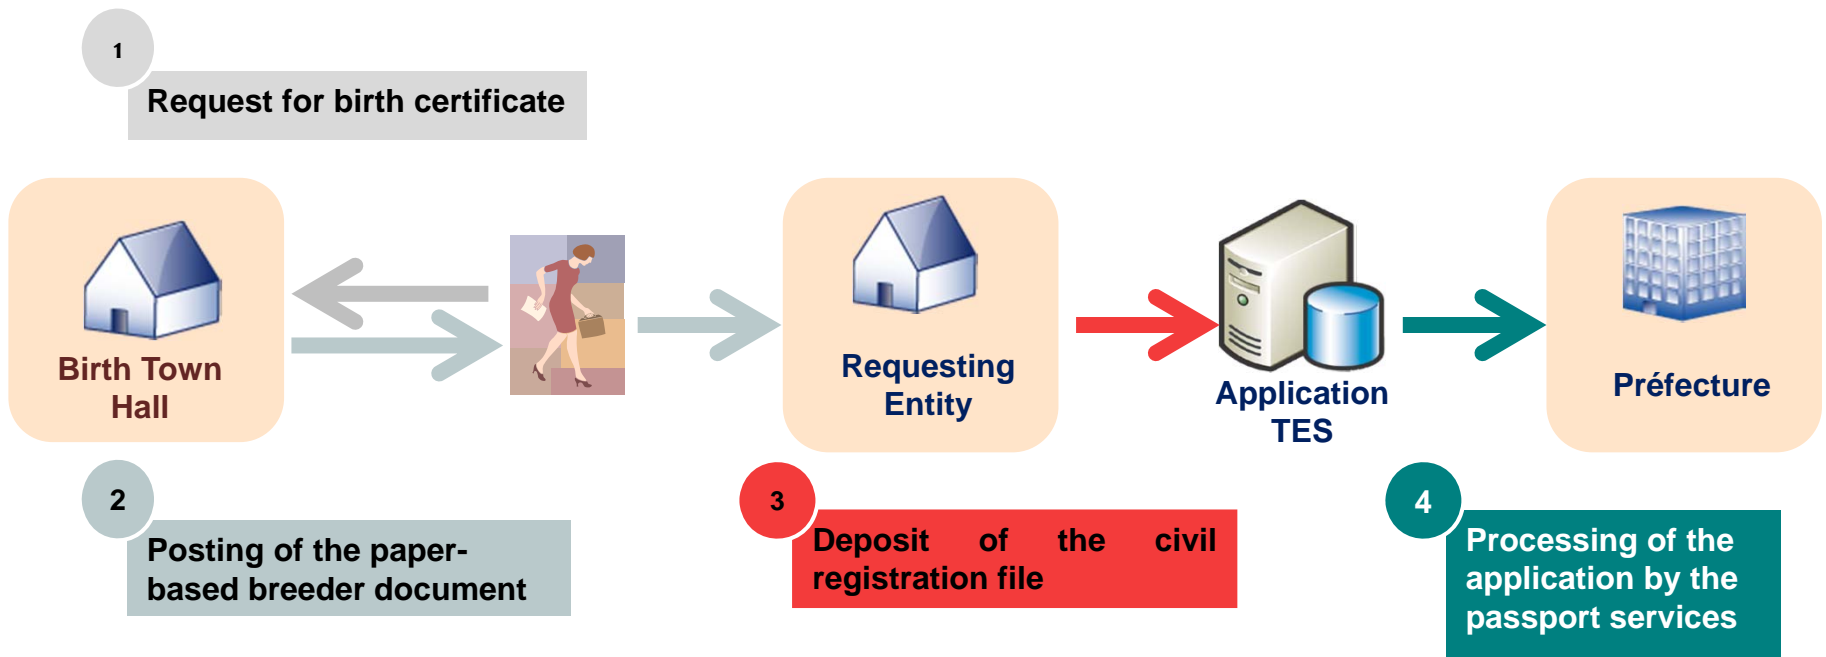 1
Request for birth certificate
Birth Town
Hall
Requesting
Entity
Application
TES
Préfecture
2
Posting of the paper-
based breeder document
3
Deposit of the civil
registration file
4
Processing of the
application by the
passport services